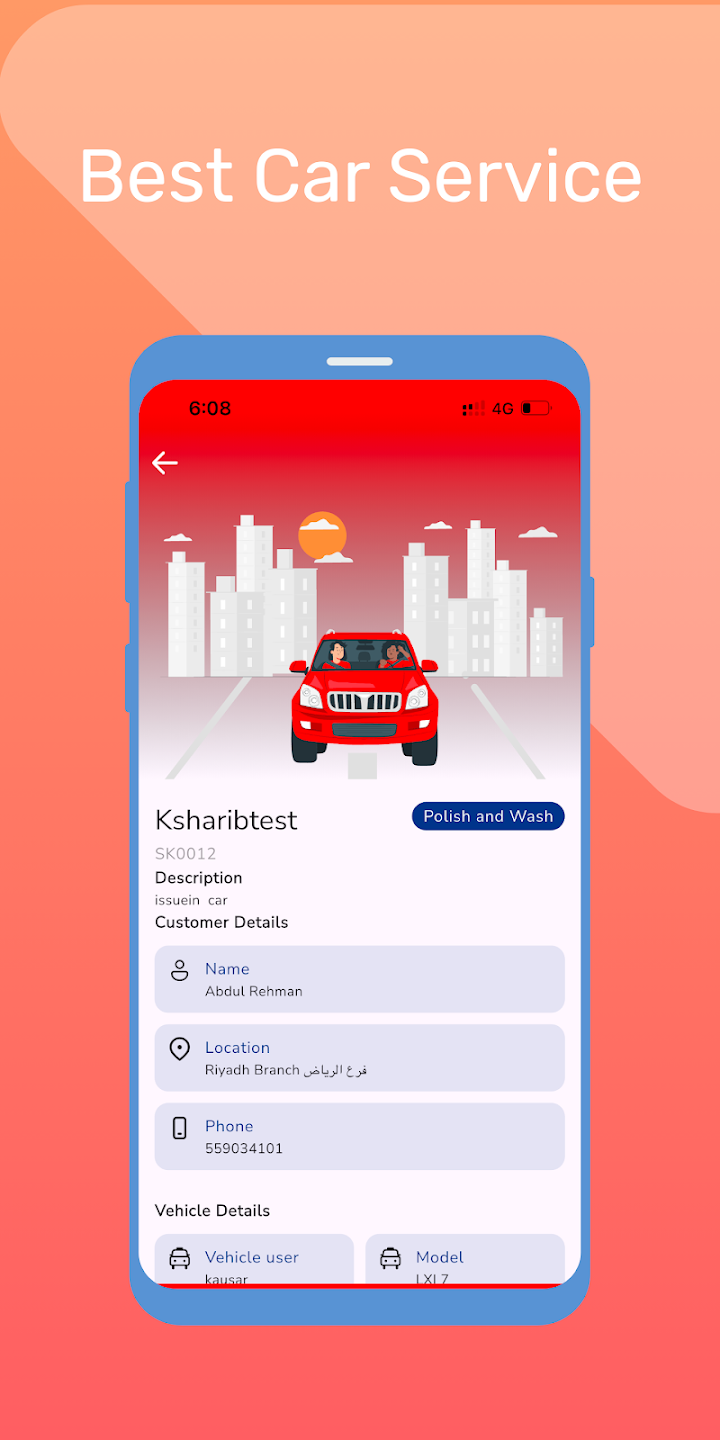 Best Car Service
6:08
4G
Ksharibtest
Polish and Wash
SK0012
Description
issuein car
Customer Details
Name
Abdul Rehman
Location
Riyadh Branch فرع الرياض
Phone
559034101
Vehicle Details
Vehicle user
Model
kausar
LXI 7